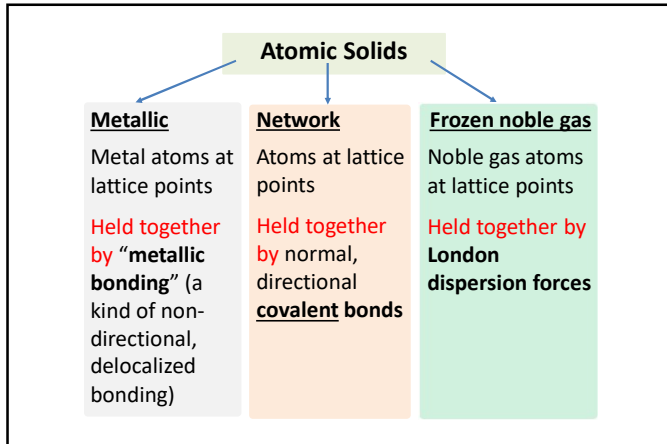 Atomic Solids
Metallic
Metal atoms at
lattice points
Held together
by “metallic
bonding” (a
kind of non-
directional,
delocalized
bonding)
Network
Atoms at lattice
points
Held together
by normal,
directional
covalent bonds
Frozen noble gas
Noble gas atoms
at lattice points
Held together by
London
dispersion forces